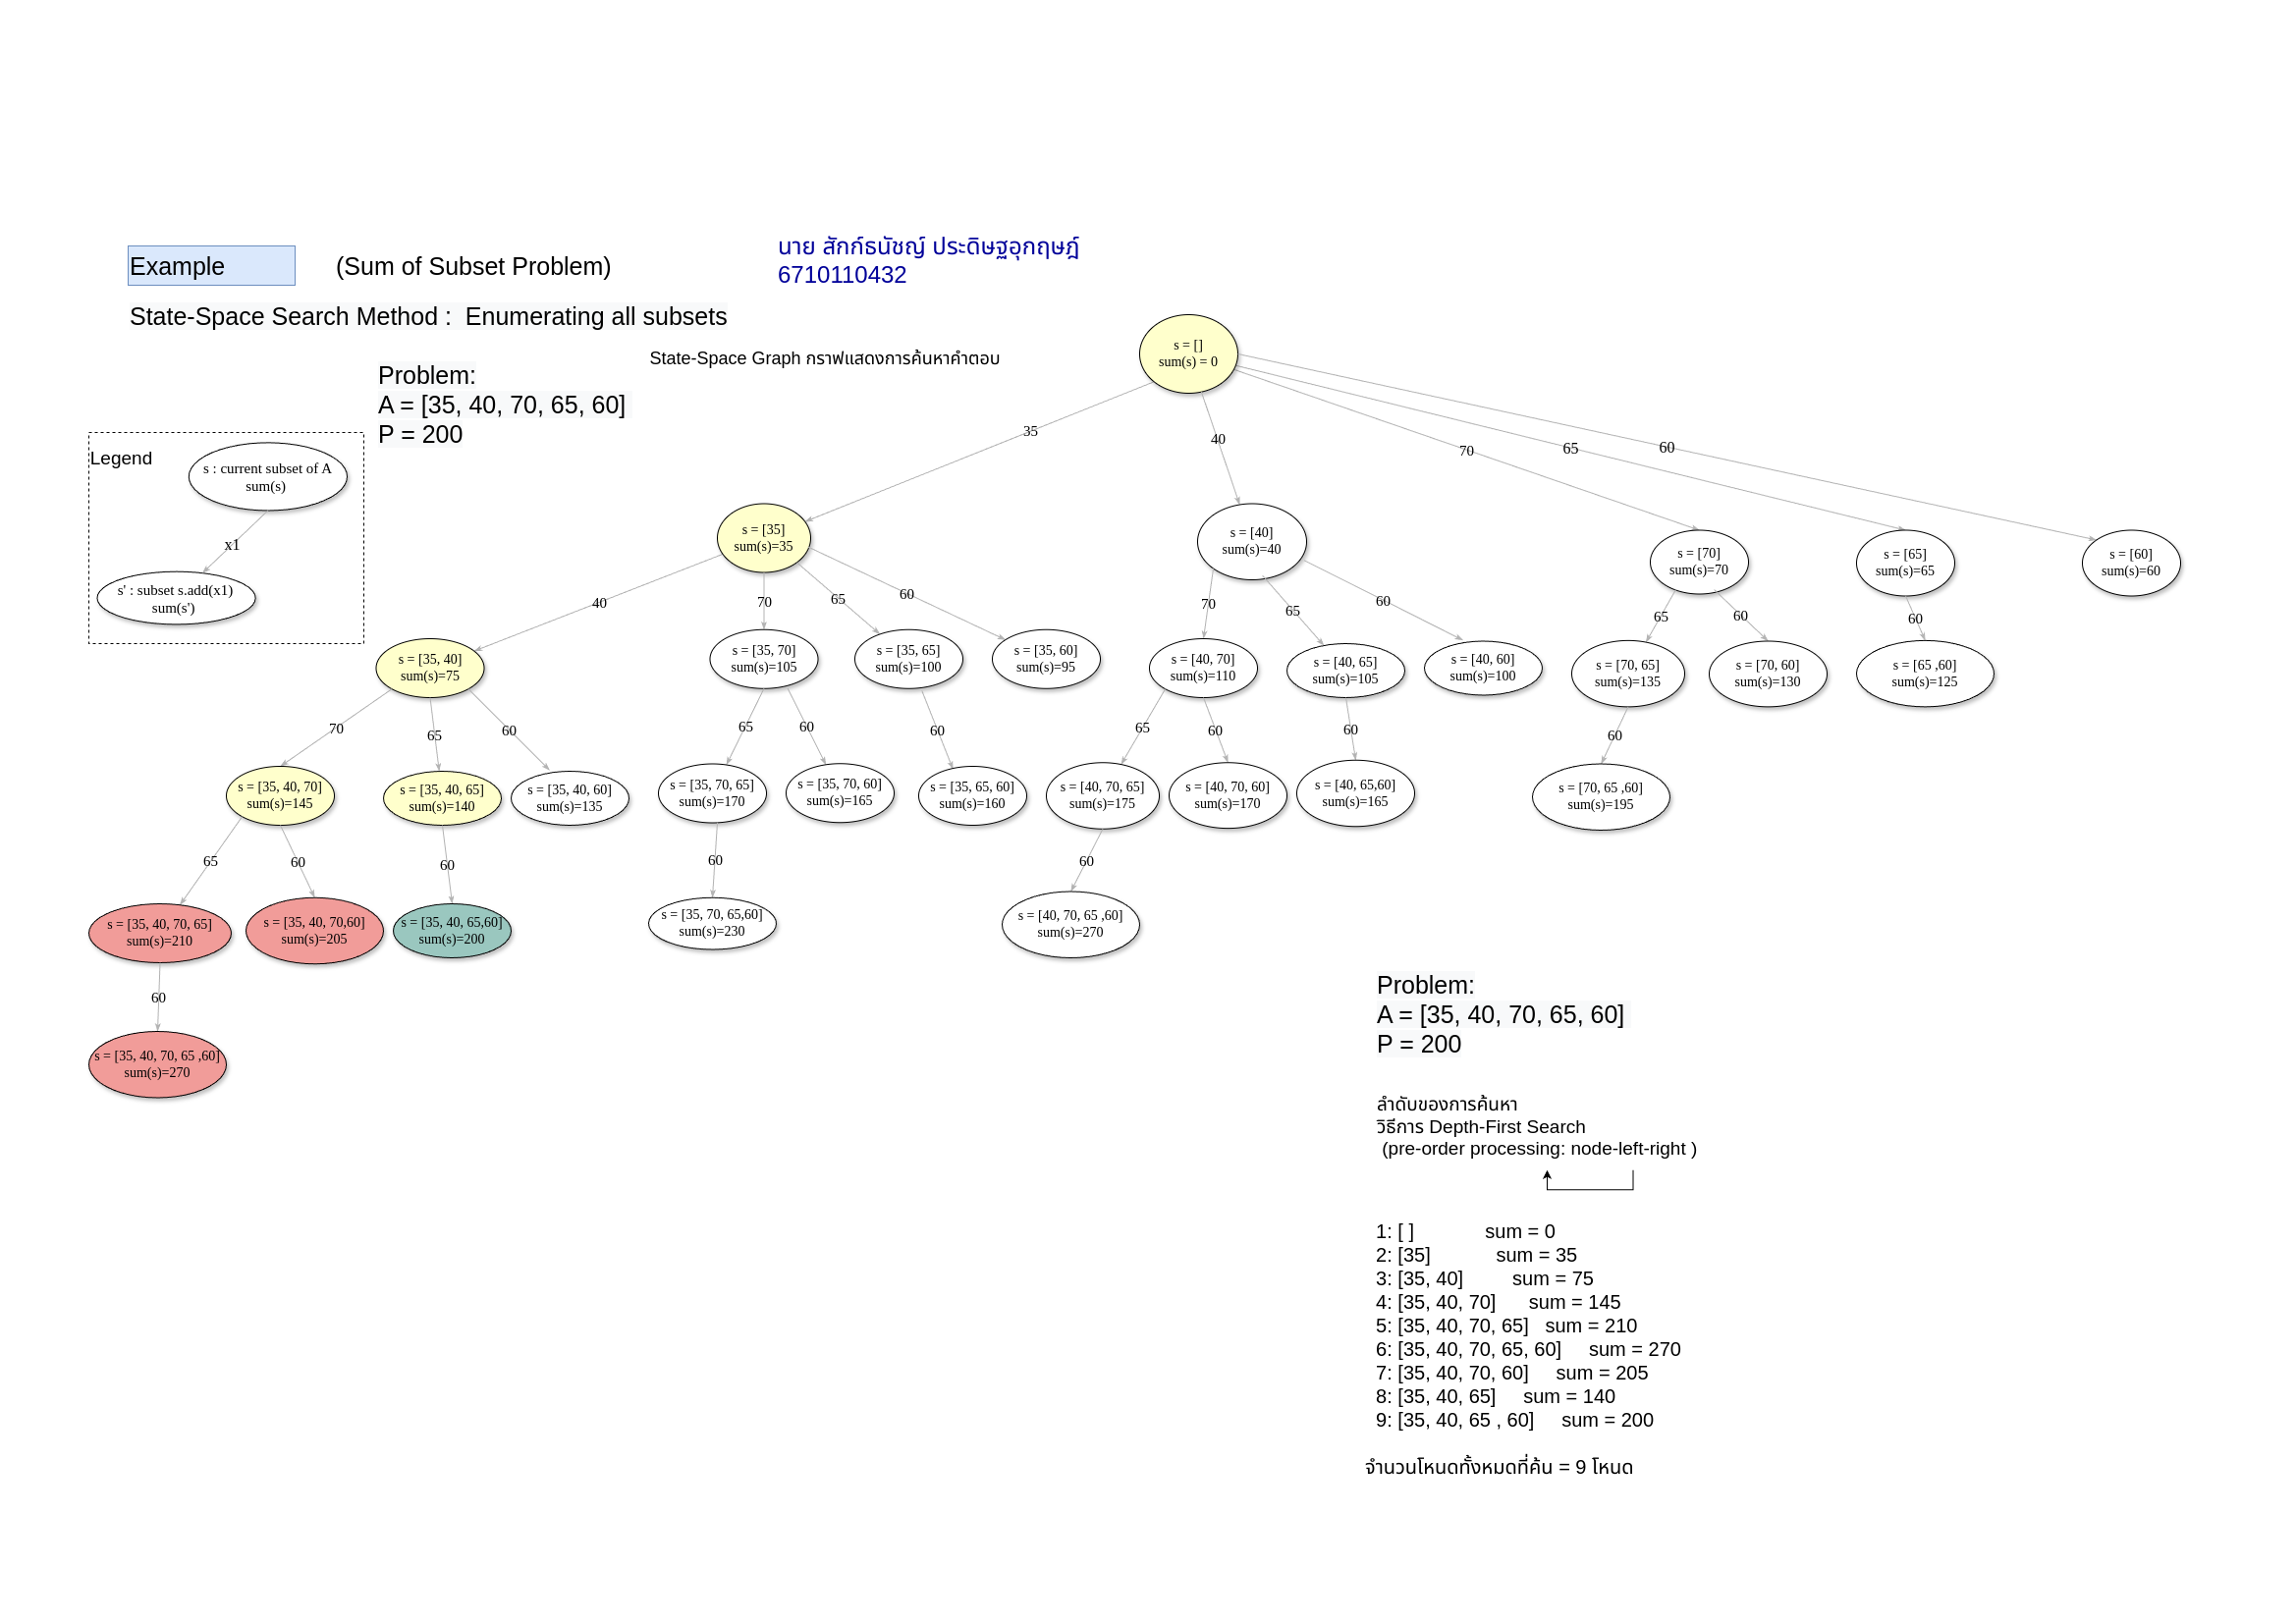 Example
(Sum of Subset Problem)
นาย สักก์ธนัชญ์ ประดิษฐอุกฤษฎ์
6710110432
State-Space Search Method :  Enumerating all subsets
State-Space Graph กราฟแสดงการค้นหาคำตอบ
Problem:
A = [35, 40, 70, 65, 60]
P = 200
Legend
s : current subset of A
sum(s)
x1
s' : subset s.add(x1)
sum(s')
s = []
sum(s) = 0
35
40
70
65
60
s = [35]
sum(s)=35
s = [40]
sum(s)=40
s = [70]
sum(s)=70
s = [65]
sum(s)=65
s = [60]
sum(s)=60
40
70
65
60
70
65
60
65
60
60
s = [35, 40]
sum(s)=75
s = [35, 70]
sum(s)=105
s = [35, 65]
sum(s)=100
s = [35, 60]
sum(s)=95
s = [40, 70]
sum(s)=110
s = [40, 65]
sum(s)=105
s = [40, 60]
sum(s)=100
s = [70, 65]
sum(s)=135
s = [70, 60]
sum(s)=130
s = [65 ,60]
sum(s)=125
70
65
60
65
60
60
65
60
60
60
s = [35, 40, 70]
sum(s)=145
s = [35, 40, 65]
sum(s)=140
s = [35, 40, 60]
sum(s)=135
s = [35, 70, 65]
sum(s)=170
s = [35, 70, 60]
sum(s)=165
s = [35, 65, 60]
sum(s)=160
s = [40, 70, 65]
sum(s)=175
s = [40, 70, 60]
sum(s)=170
s = [40, 65,60]
sum(s)=165
s = [70, 65 ,60]
sum(s)=195
65
60
60
60
60
s = [35, 40, 70, 65]
sum(s)=210
s = [35, 40, 70,60]
sum(s)=205
s = [35, 40, 65,60]
sum(s)=200
s = [35, 70, 65,60]
sum(s)=230
s = [40, 70, 65 ,60]
sum(s)=270
60
s = [35, 40, 70, 65 ,60]
sum(s)=270
Problem:
A = [35, 40, 70, 65, 60]
P = 200
ลำดับของการค้นหา
วิธีการ Depth-First Search
(pre-order processing: node-left-right )
1: [ ] sum = 0
2: [35] sum = 35
3: [35, 40] sum = 75
4: [35, 40, 70] sum = 145
5: [35, 40, 70, 65] sum = 210
6: [35, 40, 70, 65, 60] sum = 270
7: [35, 40, 70, 60] sum = 205
8: [35, 40, 65] sum = 140
9: [35, 40, 65 , 60] sum = 200
จำนวนโหนดทั้งหมดที่ค้น = 9 โหนด